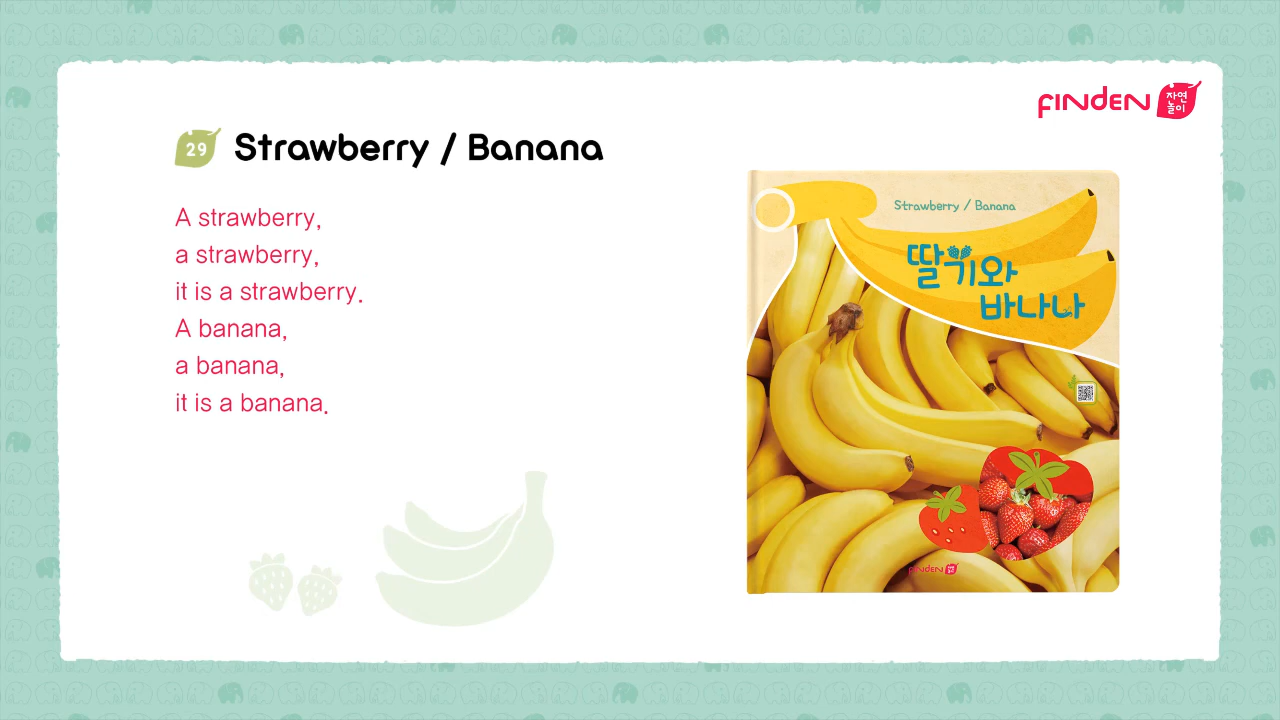 FINDEN 자연
놀이
29 Strawberry / Banana
A strawberry,
a strawberry,
it is a strawberry.
A banana,
a banana,
it is a banana.
Strawberry / Banana
딸기와
바나나
FINDEN